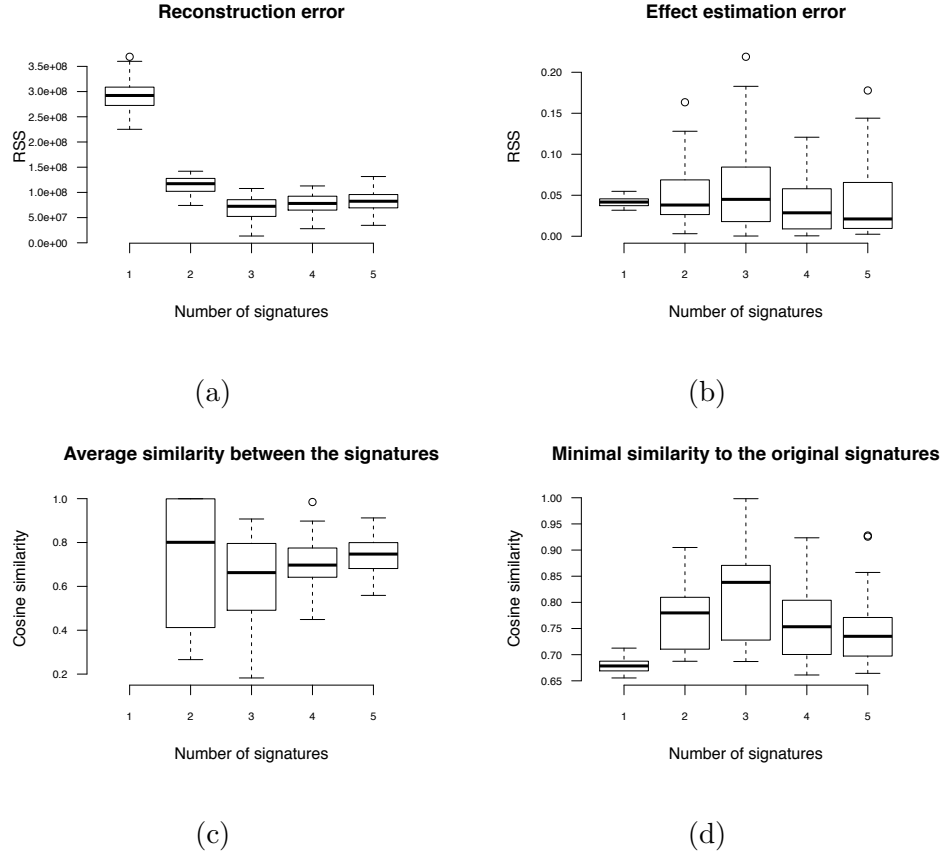 Reconstruction error
RSS
3.5e+08
3.0e+08
2.5e+08
2.0e+08
1.5e+08
1.0e+08
5.0e+07
0.0e+00
1 2 3 4 5
Number of signatures
(a)
Effect estimation error
RSS
0.20
0.15
0.10
0.05
0.00
1 2 3 4 5
Number of signatures
(b)
Average similarity between the signatures
Cosine similarity
1.0
0.8
0.6
0.4
0.2
1 2 3 4 5
Number of signatures
(c)
Minimal similarity to the original signatures
Cosine similarity
1.00
0.95
0.90
0.85
0.80
0.75
0.70
0.65
1 2 3 4 5
Number of signatures
(d)